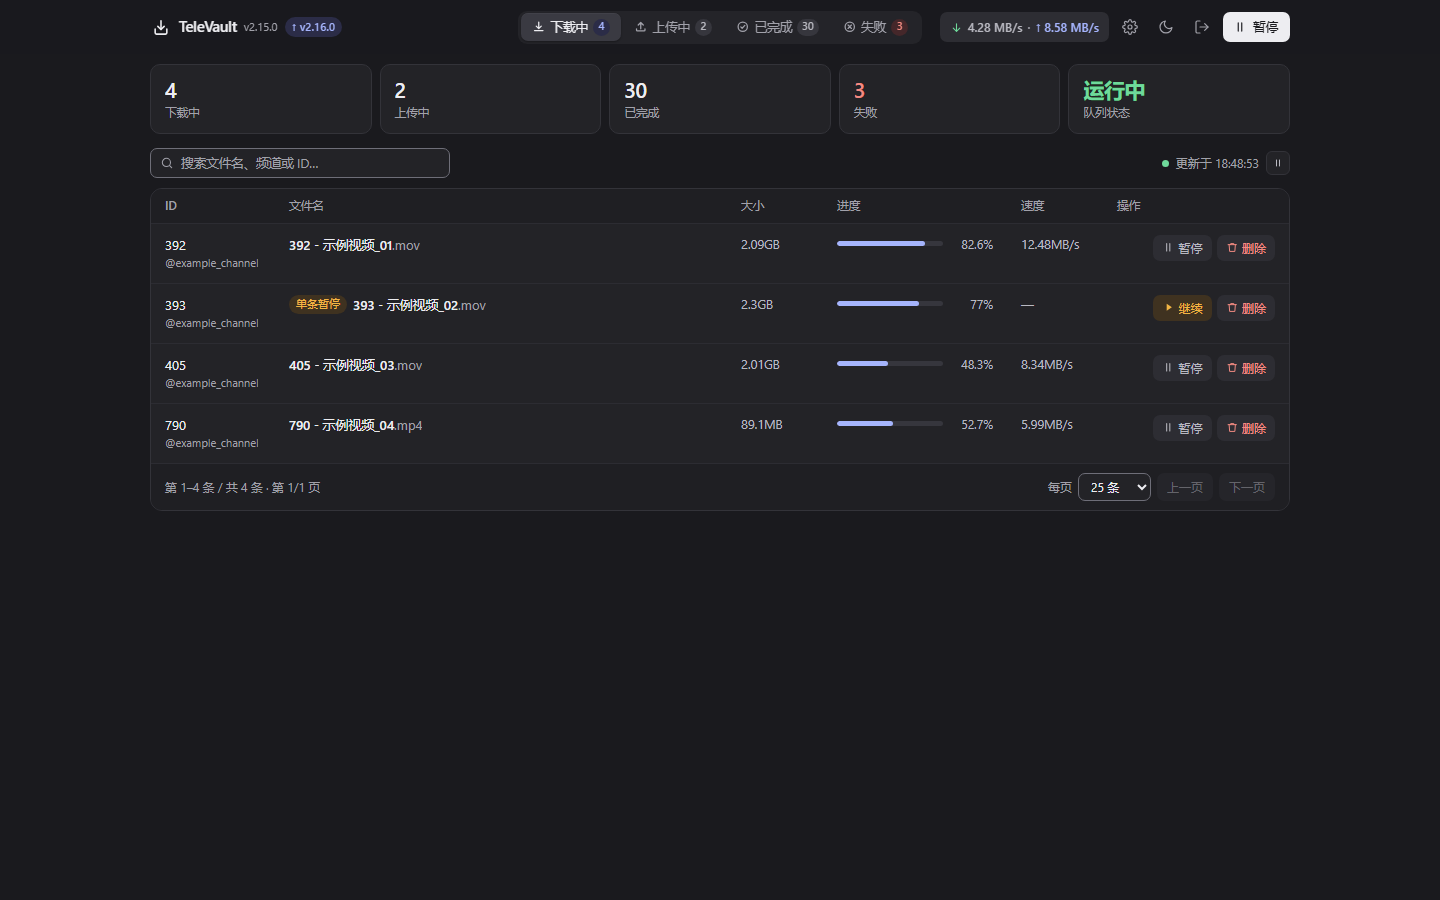 TeleVault v2.15.0 ↑ v2.16.0 下载中 4 上传中 2 已完成 30 失败 3 ↓ 4.28 MB/s · ↑ 8.58 MB/s 暂停
4 2 30 3 运行中
下载中 上传中 已完成 失败 队列状态
搜索文件名、频道或 ID... 更新于 18:48:53
ID 文件名 大小 进度 速度 操作
392 392 - 示例视频_01.mov 2.09GB 82.6% 12.48MB/s 暂停 删除
@example_channel
393 单条暂停 393 - 示例视频_02.mov 2.3GB 77% — 继续 删除
@example_channel
405 405 - 示例视频_03.mov 2.01GB 48.3% 8.34MB/s 暂停 删除
@example_channel
790 790 - 示例视频_04.mp4 89.1MB 52.7% 5.99MB/s 暂停 删除
@example_channel
第 1–4 条 / 共 4 条 · 第 1/1 页 每页 25 条 上一页 下一页